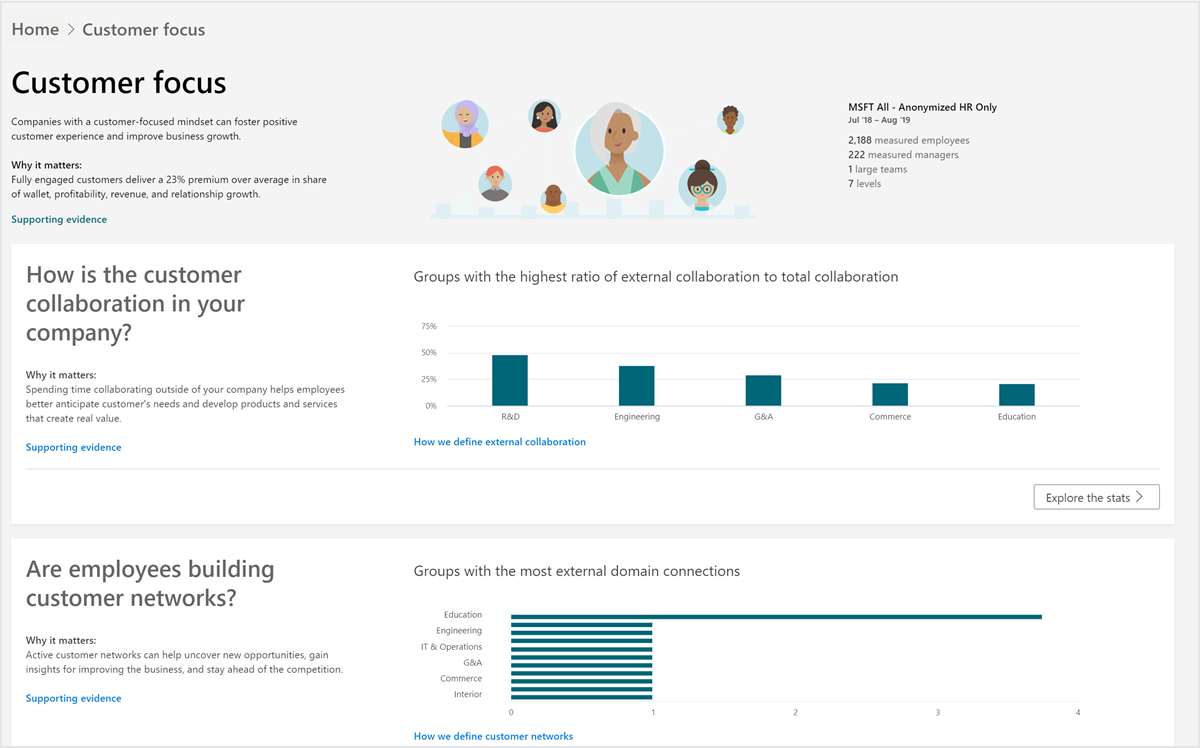 Home > Customer focus
Customer focus
Companies with a customer-focused mindset can foster positive
customer experience and improve business growth.
Why it matters:
Fully engaged customers deliver a 23% premium over average in share
of wallet, profitability, revenue, and relationship growth.
Supporting evidence
MSFT All - Anonymized HR Only
Jul '18 – Aug '19
2,188 measured employees
222 measured managers
1 large teams
7 levels
How is the customer
collaboration in your
company?
Why it matters:
Spending time collaborating outside of your company helps employees
better anticipate customer's needs and develop products and services
that create real value.
Supporting evidence
Groups with the highest ratio of external collaboration to total collaboration
75%
50%
25%
0%
R&D Engineering G&A Commerce Education
How we define external collaboration
Explore the stats >
Are employees building
customer networks?
Why it matters:
Active customer networks can help uncover new opportunities, gain
insights for improving the business, and stay ahead of the competition.
Supporting evidence
Groups with the most external domain connections
Education
Engineering
IT & Operations
G&A
Commerce
Interior
0 1 2 3 4
How we define customer networks